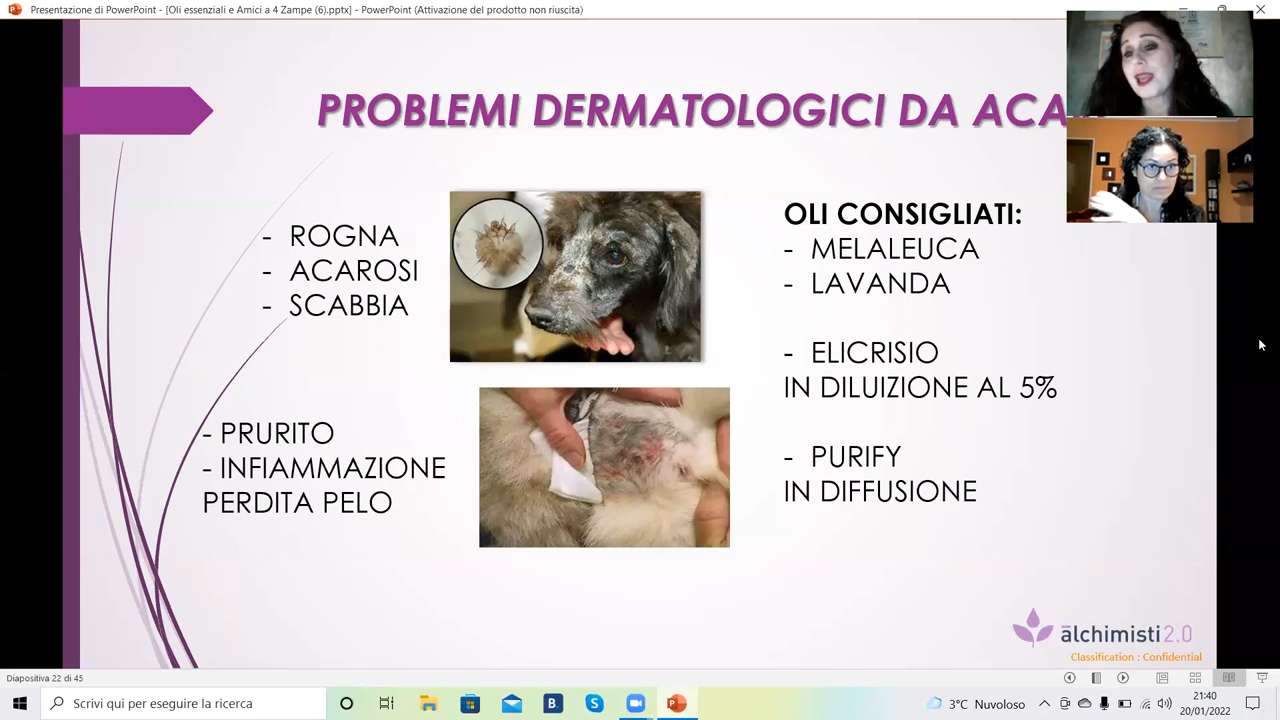 Presentazione di PowerPoint - [Oli essenziali e Amici a 4 Zampe (6).pptx] - PowerPoint (Attivazione del prodotto non riuscita)
PROBLEMI DERMATOLOGICI DA
- ROGNA
- ACAROSI
- SCABBIA
- PRURITO
- INFIAMMAZIONE
PERDITA PELO
OLI CONSIGLIATI:
- MELALEUCA
- LAVANDA
- ELICRISIO
IN DILUIZIONE AL 5%
- PURIFY
IN DIFFUSIONE
ālchimisti2.0
Classification : Confidential
Diapositiva 22 di 45
Scrivi qui per eseguire la ricerca
3°C Nuvoloso
21:40
20/01/2022